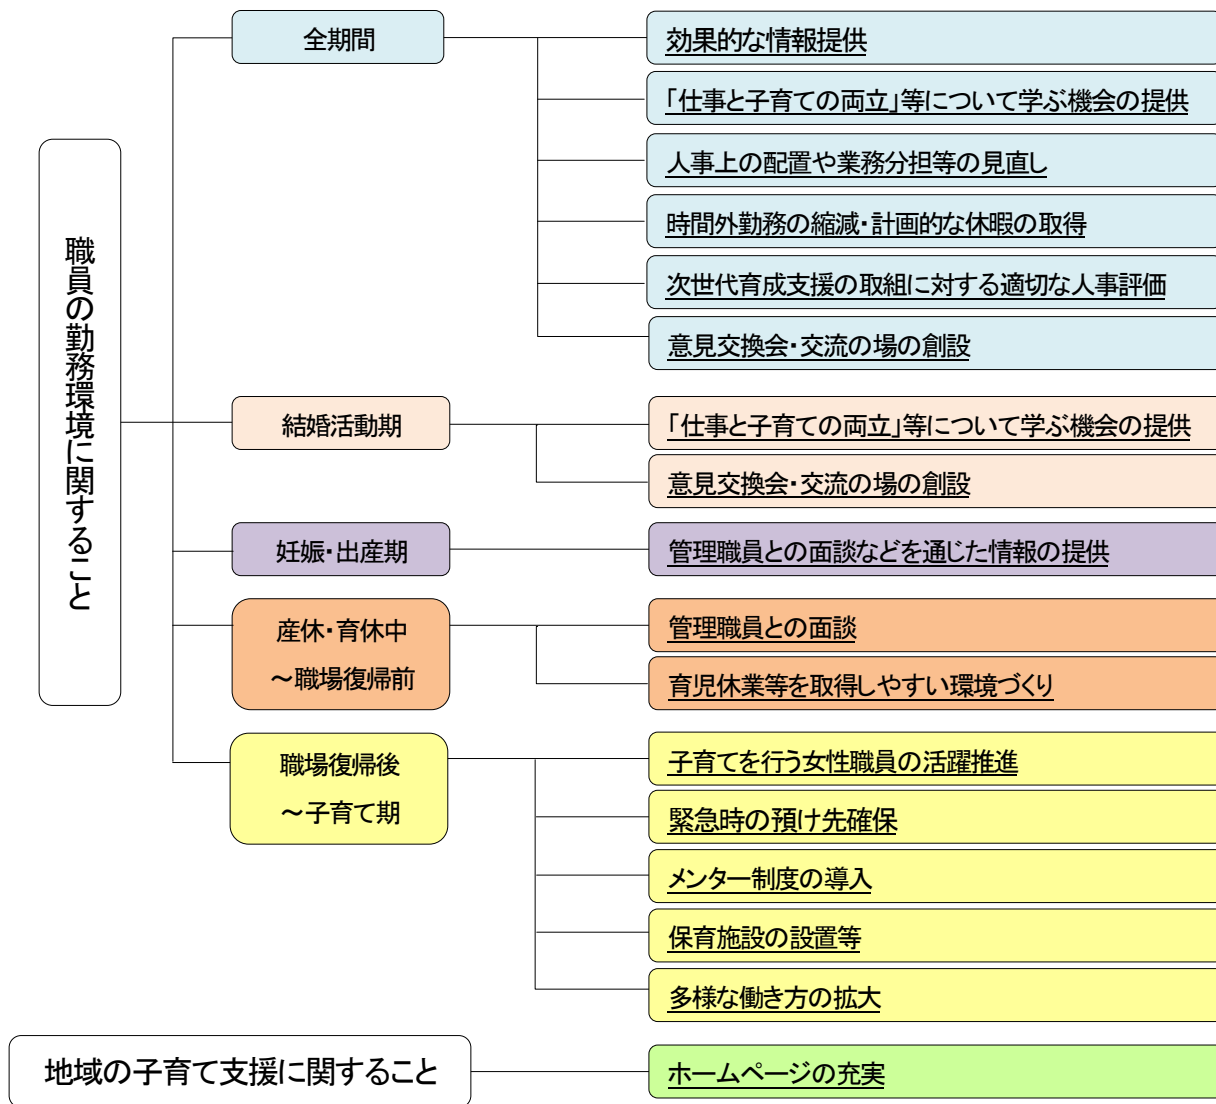 職員の勤務環境に関すること
全期間
効果的な情報提供
「仕事と子育ての両立」等について学ぶ機会の提供
人事上の配置や業務分担等の見直し
時間外勤務の縮減・計画的な休暇の取得
次世代育成支援の取組に対する適切な人事評価
意見交換会・交流の場の創設
結婚活動期
「仕事と子育ての両立」等について学ぶ機会の提供
意見交換会・交流の場の創設
妊娠・出産期
管理職員との面談などを通じた情報の提供
産休・育休中
～職場復帰前
管理職員との面談
育児休業等を取得しやすい環境づくり
職場復帰後
～子育て期
子育てを行う女性職員の活躍推進
緊急時の預け先確保
メンター制度の導入
保育施設の設置等
多様な働き方の拡大
地域の子育て支援に関すること
ホームページの充実